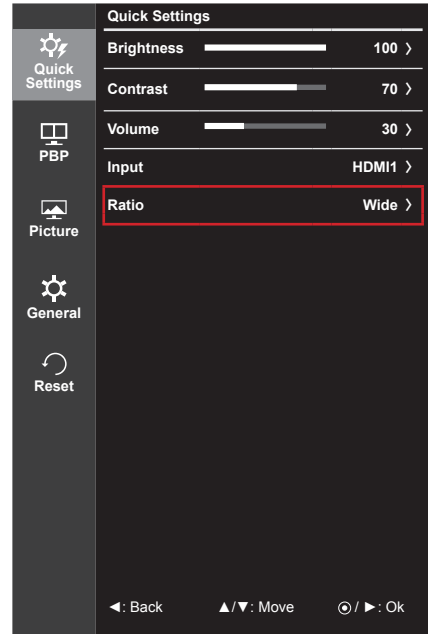 Quick Settings
Quick
Settings
PBP
Picture
General
Reset
Brightness 100 〉
Contrast 70 〉
Volume 30 〉
Input HDMI1 〉
Ratio Wide 〉
◄: Back ▲/▼: Move ⦿ / ►: Ok